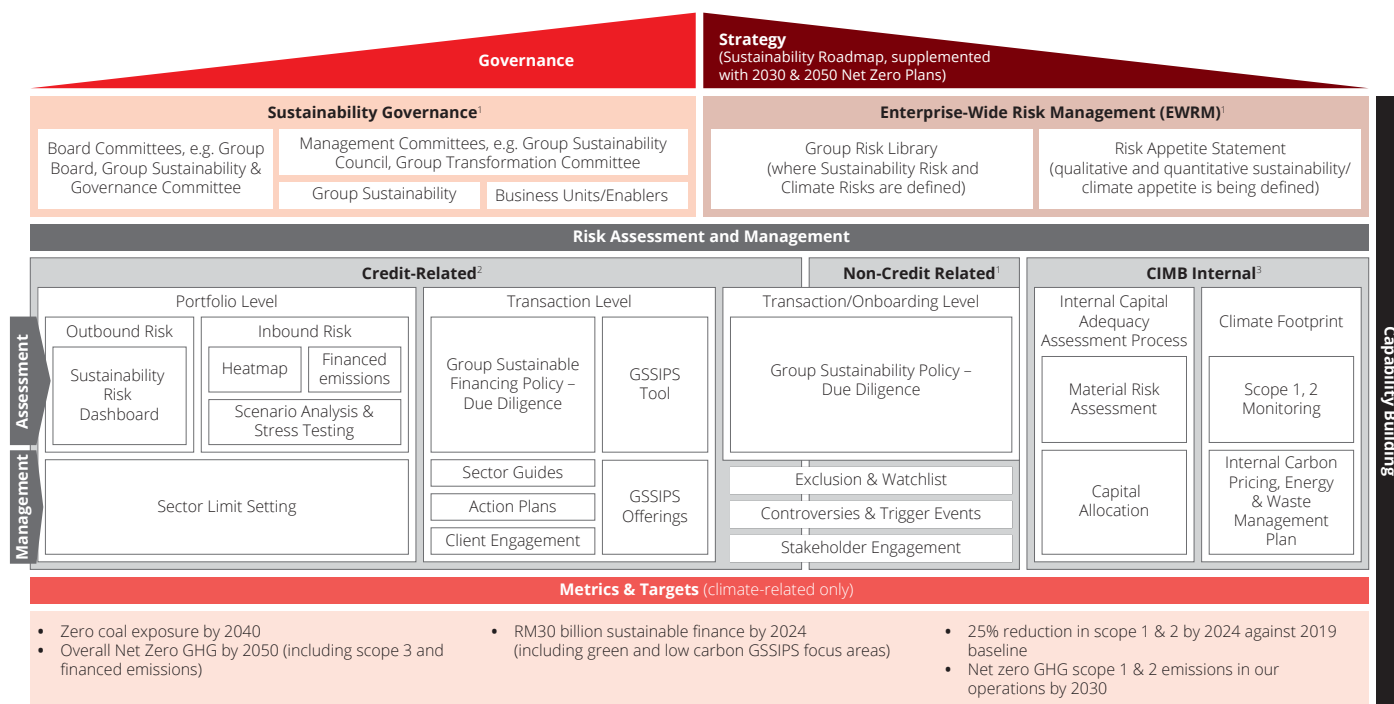 Governance
Strategy
(Sustainability Roadmap, supplemented
with 2030 & 2050 Net Zero Plans)
Sustainability Governance¹
Board Committees, e.g. Group
Board, Group Sustainability &
Governance Committee
Management Committees, e.g. Group Sustainability
Council, Group Transformation Committee
Group Sustainability
Business Units/Enablers
Enterprise-Wide Risk Management (EWRM)¹
Group Risk Library
(where Sustainability Risk and
Climate Risks are defined)
Risk Appetite Statement
(qualitative and quantitative sustainability/
climate appetite is being defined)
Risk Assessment and Management
Assessment
Management
Credit-Related²
Portfolio Level
Outbound Risk
Sustainability
Risk
Dashboard
Inbound Risk
Heatmap
Financed
emissions
Scenario Analysis &
Stress Testing
Sector Limit Setting
Transaction Level
Group Sustainable
Financing Policy –
Due Diligence
GSSIPS
Tool
Sector Guides
Action Plans
Client Engagement
GSSIPS
Offerings
Non-Credit Related¹
Transaction/Onboarding Level
Group Sustainability Policy –
Due Diligence
Exclusion & Watchlist
Controversies & Trigger Events
Stakeholder Engagement
CIMB Internal³
Internal Capital
Adequacy
Assessment Process
Material Risk
Assessment
Capital
Allocation
Climate Footprint
Scope 1, 2
Monitoring
Internal Carbon
Pricing, Energy
& Waste
Management
Plan
Capability Building
Metrics & Targets (climate-related only)
• Zero coal exposure by 2040
• Overall Net Zero GHG by 2050 (including scope 3 and
financed emissions)
• RM30 billion sustainable finance by 2024
(including green and low carbon GSSIPS focus areas)
• 25% reduction in scope 1 & 2 by 2024 against 2019
baseline
• Net zero GHG scope 1 & 2 emissions in our
operations by 2030